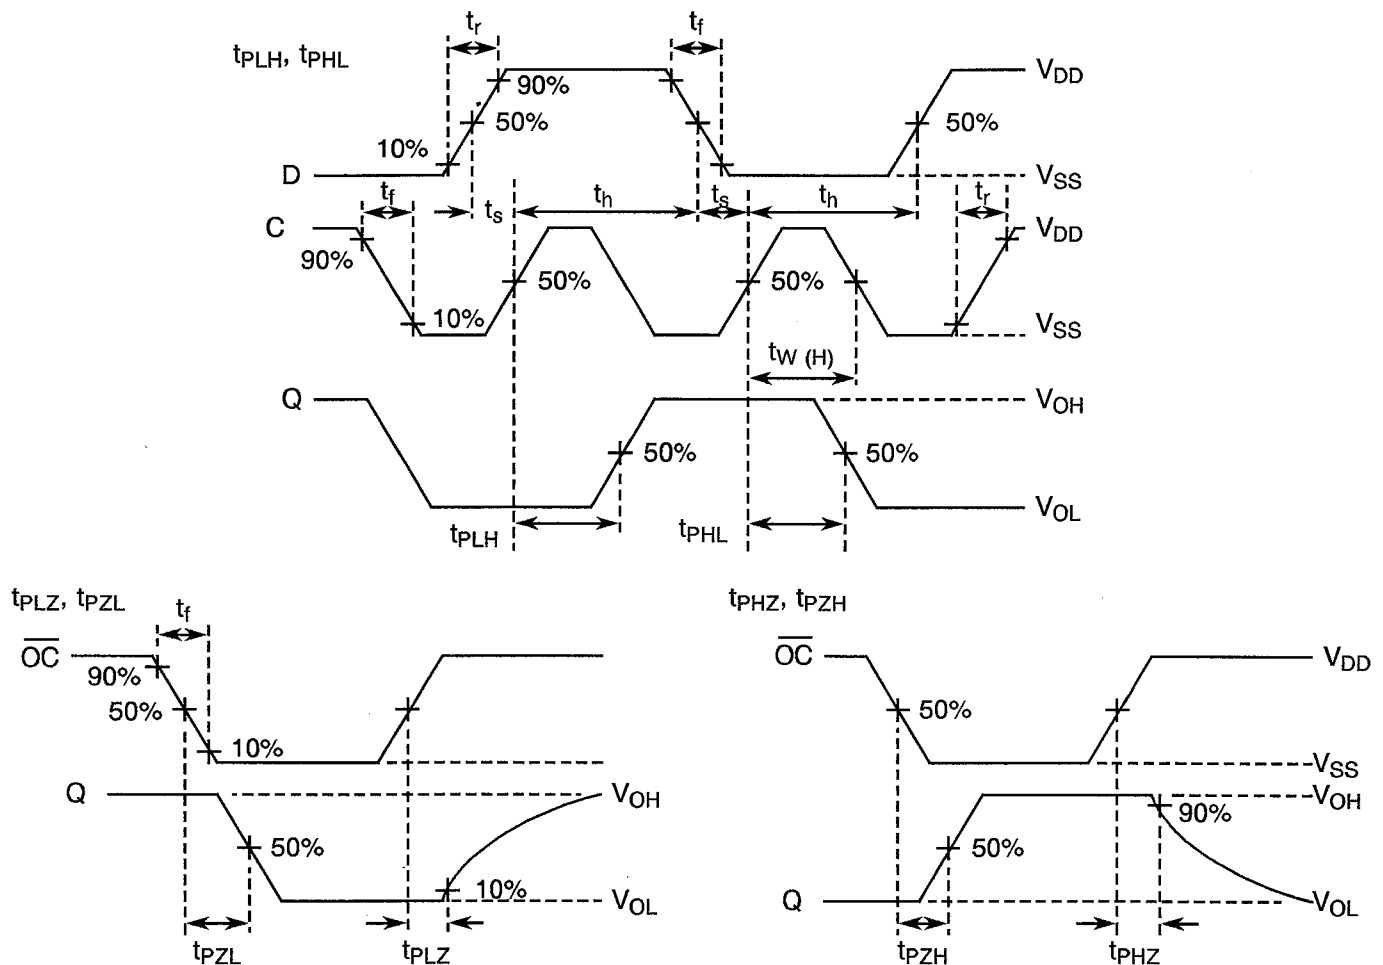 tPLH, tPHL
tr
tf
VDD
90%
50%
50%
10%
D
VSS
tf
ts
th
ts
th
tr
C
VDD
90%
50%
50%
10%
VSS
tW (H)
Q
VOH
50%
50%
VOL
tPLH
tPHL
tPLZ, tPZL
tf
OC
90%
50%
10%
Q
VOH
50%
10%
VOL
tPZL
tPLZ
tPHZ, tPZH
OC
VDD
50%
VSS
VOH
90%
50%
Q
VOL
tPZH
tPHZ